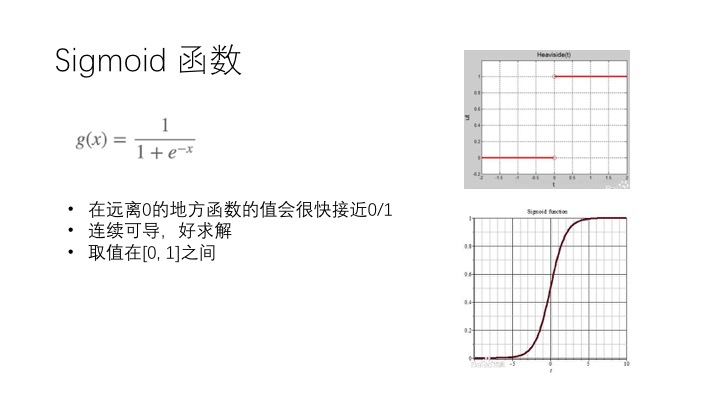 Sigmoid 函数
g(x) = 1 / (1 + e^{-x})
• 在远离0的地方函数的值会很快接近0/1
• 连续可导，好求解
• 取值在[0, 1]之间
Heaviside(t)
1
0.8
0.6
0.4
0.2
0
-0.2
-2 -1.5 -1 -0.5 0 0.5 1 1.5 2
t
Sigmoid function
1
0.8
0.6
0.4
0.2
0
-5 0 5 10